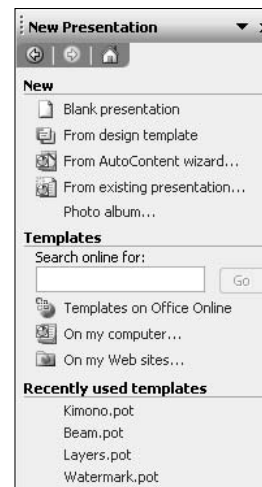 New Presentation
New
Blank presentation
From design template
From AutoContent wizard...
From existing presentation...
Photo album...
Templates
Search online for:
Go
Templates on Office Online
On my computer...
On my Web sites...
Recently used templates
Kimono.pot
Beam.pot
Layers.pot
Watermark.pot